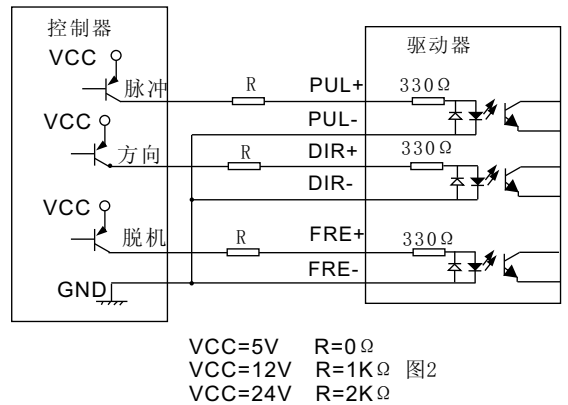 控制器
驱动器
VCC
脉冲
R
PUL+
330Ω
PUL-
VCC
方向
R
DIR+
330Ω
DIR-
VCC
脱机
R
FRE+
330Ω
FRE-
GND
VCC=5V R=0Ω
VCC=12V R=1KΩ 图2
VCC=24V R=2KΩ